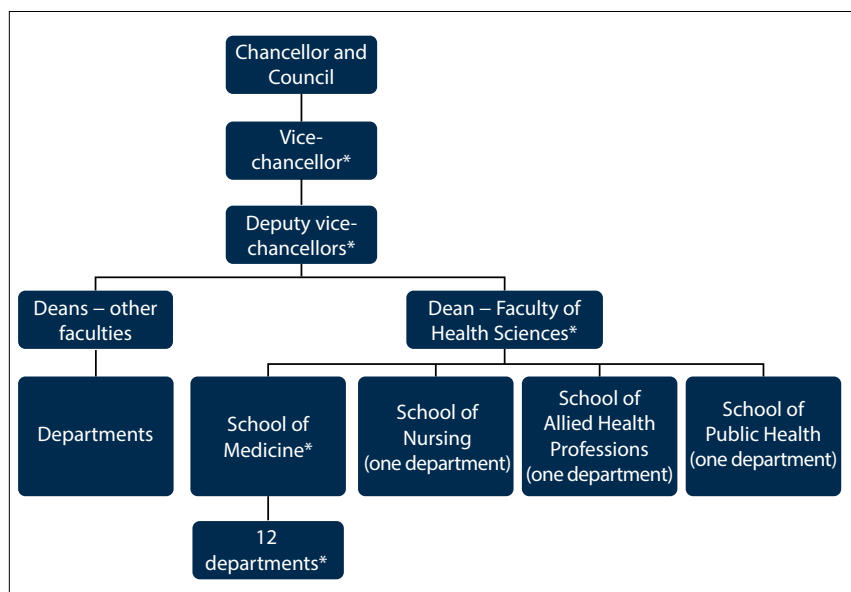 Chancellor and
Council
Vice-
chancellor*
Deputy vice-
chancellors*
Deans – other
faculties
Dean – Faculty of
Health Sciences*
Departments
School of
Medicine*
School of
Nursing
(one department)
School of
Allied Health
Professions
(one department)
School of
Public Health
(one department)
12
departments*